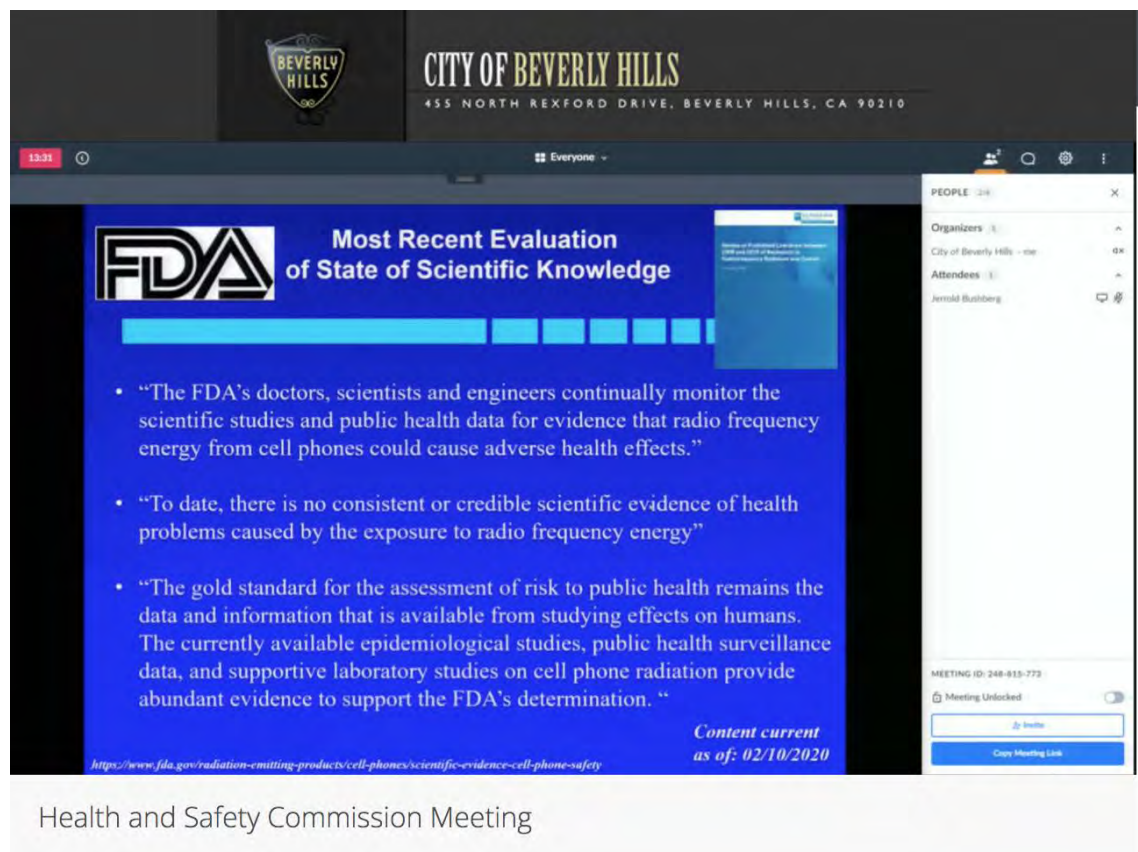 BEVERLY
HILLS
CITY OF BEVERLY HILLS
455 NORTH REXFORD DRIVE, BEVERLY HILLS, CA 90210
13:31
Everyone
2
PEOPLE
Organizers 1
City of Beverly Hills - me
Attendees 1
Jerrold Bushberg
FDA
Most Recent Evaluation
of State of Scientific Knowledge
• “The FDA’s doctors, scientists and engineers continually monitor the
scientific studies and public health data for evidence that radio frequency
energy from cell phones could cause adverse health effects.”
• “To date, there is no consistent or credible scientific evidence of health
problems caused by the exposure to radio frequency energy”
• “The gold standard for the assessment of risk to public health remains the
data and information that is available from studying effects on humans.
The currently available epidemiological studies, public health surveillance
data, and supportive laboratory studies on cell phone radiation provide
abundant evidence to support the FDA’s determination. “
Content current
as of: 02/10/2020
https://www.fda.gov/radiation-emitting-products/cell-phones/scientific-evidence-cell-phone-safety
MEETING ID: 248-815-773
Meeting Unlocked
Invite
Copy Meeting Link
Health and Safety Commission Meeting